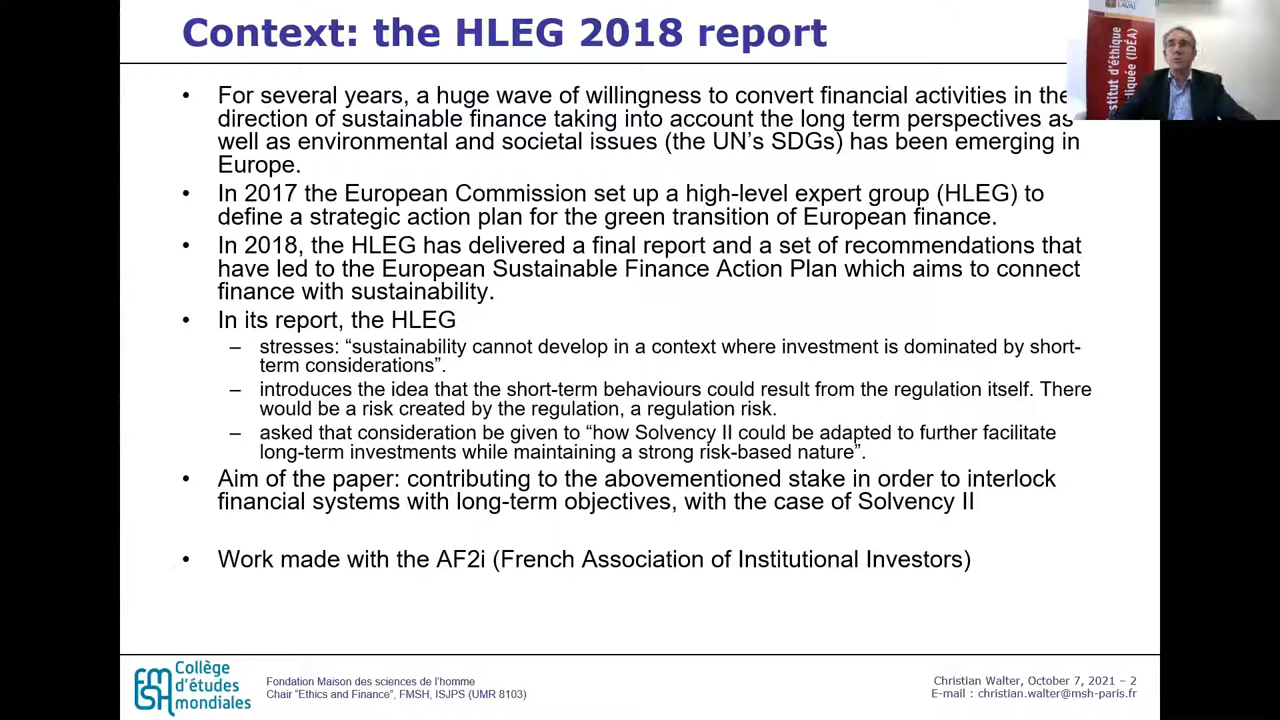 Context: the HLEG 2018 report
LAVAL
stitut d'éthique
liquée (IDÉA)
• For several years, a huge wave of willingness to convert financial activities in the
direction of sustainable finance taking into account the long term perspectives as
well as environmental and societal issues (the UN's SDGs) has been emerging in
Europe.
• In 2017 the European Commission set up a high-level expert group (HLEG) to
define a strategic action plan for the green transition of European finance.
• In 2018, the HLEG has delivered a final report and a set of recommendations that
have led to the European Sustainable Finance Action Plan which aims to connect
finance with sustainability.
• In its report, the HLEG
– stresses: “sustainability cannot develop in a context where investment is dominated by short-
term considerations”.
– introduces the idea that the short-term behaviours could result from the regulation itself. There
would be a risk created by the regulation, a regulation risk.
– asked that consideration be given to “how Solvency II could be adapted to further facilitate
long-term investments while maintaining a strong risk-based nature”.
• Aim of the paper: contributing to the abovementioned stake in order to interlock
financial systems with long-term objectives, with the case of Solvency II
• Work made with the AF2i (French Association of Institutional Investors)
FMSH
Collège
d'études
mondiales
Fondation Maison des sciences de l'homme
Chair “Ethics and Finance”, FMSH, ISJPS (UMR 8103)
Christian Walter, October 7, 2021 – 2
E-mail : christian.walter@msh-paris.fr